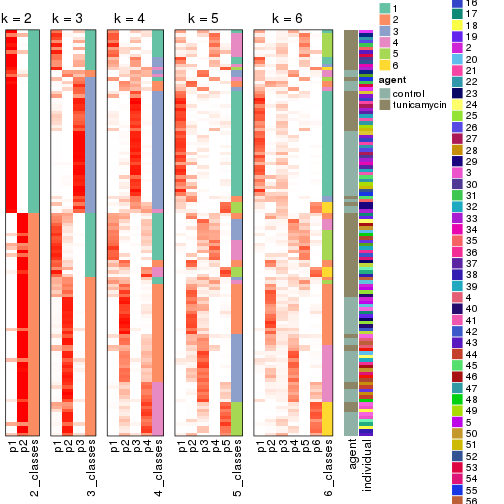 k = 2 k = 3 k = 4 k = 5 k = 6
p1
p2
2_classes
p1
p2
p3
3_classes
p1
p2
p3
p4
4_classes
p1
p2
p3
p4
p5
5_classes
p1
p2
p3
p4
p5
p6
6_classes
agent
individual
1
2
3
4
5
6
agent
control
tunicamycin
16
17
18
19
2
20
21
22
23
24
25
26
27
28
29
3
30
31
32
33
34
35
36
37
38
39
4
40
41
42
43
44
45
46
47
48
49
5
50
51
52
53
54
55
56